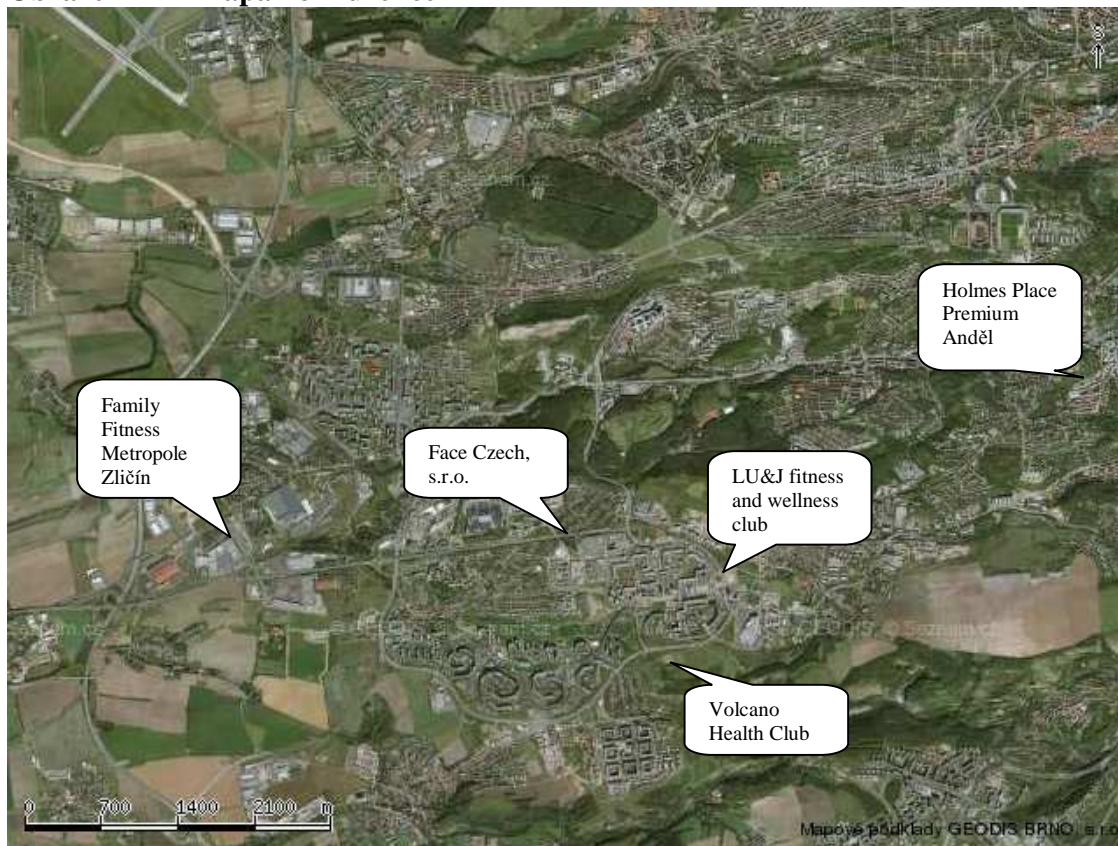 S
Holmes Place
Premium
Anděl
Family
Fitness
Metropole
Zličín
Face Czech,
s.r.o.
LU&J fitness
and wellness
club
Volcano
Health Club
0 700 1400 2100 m
Mapové podklady GEODIS BRNO, s.r.o